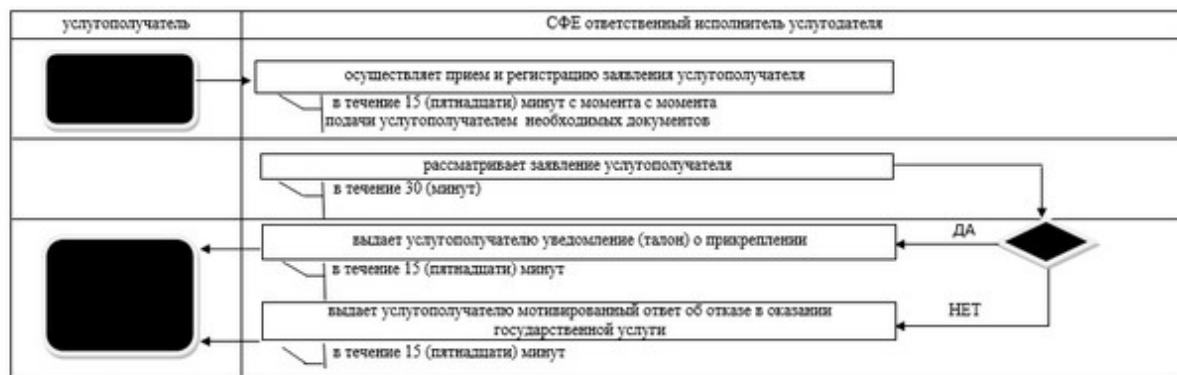 услугополучатель
СФЕ ответственный исполнитель услугодателя
осуществляет прием и регистрацию заявления услугополучателя
в течение 15 (пятнадцати) минут с момента с момента
подачи услугополучателем необходимых документов
рассматривает заявление услугополучателя
в течение 30 (минут)
выдает услугополучателю уведомление (талон) о прикреплении
ДА
в течение 15 (пятнадцати) минут
выдает услугополучателю мотивированный ответ об отказе в оказании
государственной услуги
НЕТ
в течение 15 (пятнадцати) минут